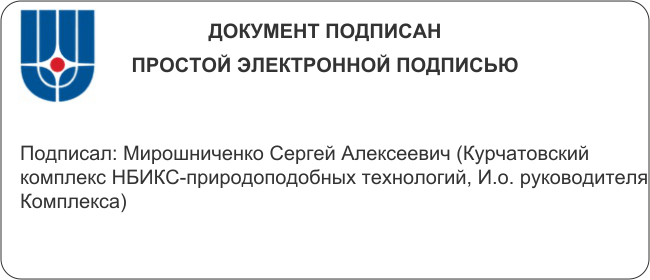 ДОКУМЕНТ ПОДПИСАН
ПРОСТОЙ ЭЛЕКТРОННОЙ ПОДПИСЬЮ
Подписал: Мирошниченко Сергей Алексеевич (Курчатовский
комплекс НБИКС-природоподобных технологий, И.о. руководителя
Комплекса)